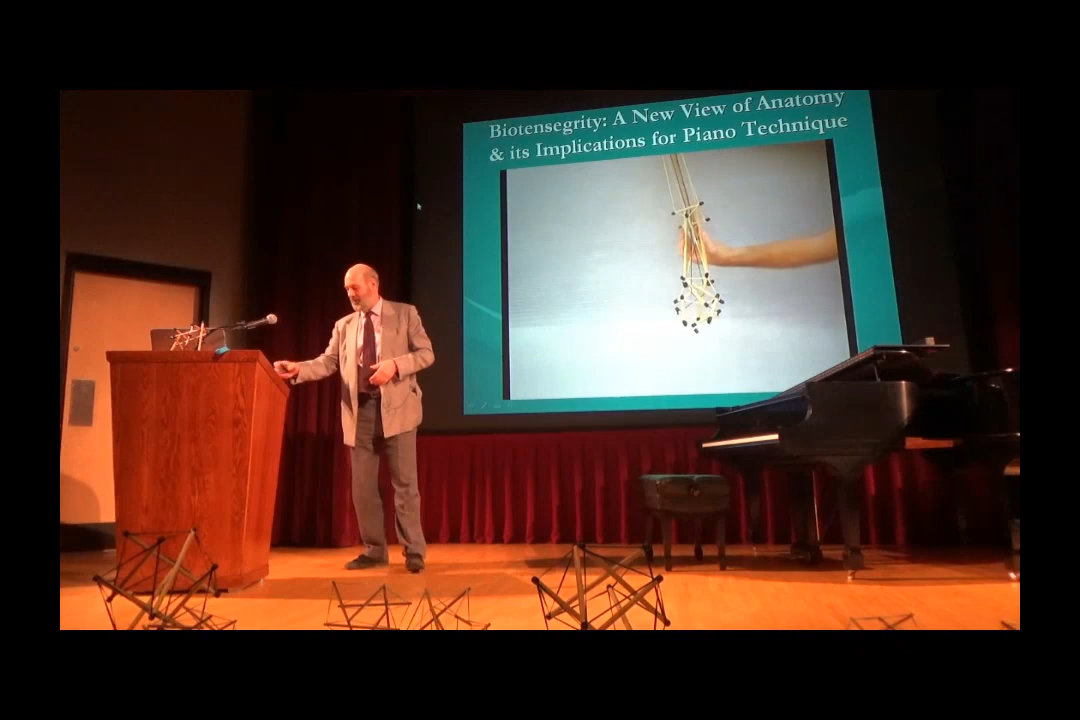 Biotensegrity: A New View of Anatomy
& its Implications for Piano Technique